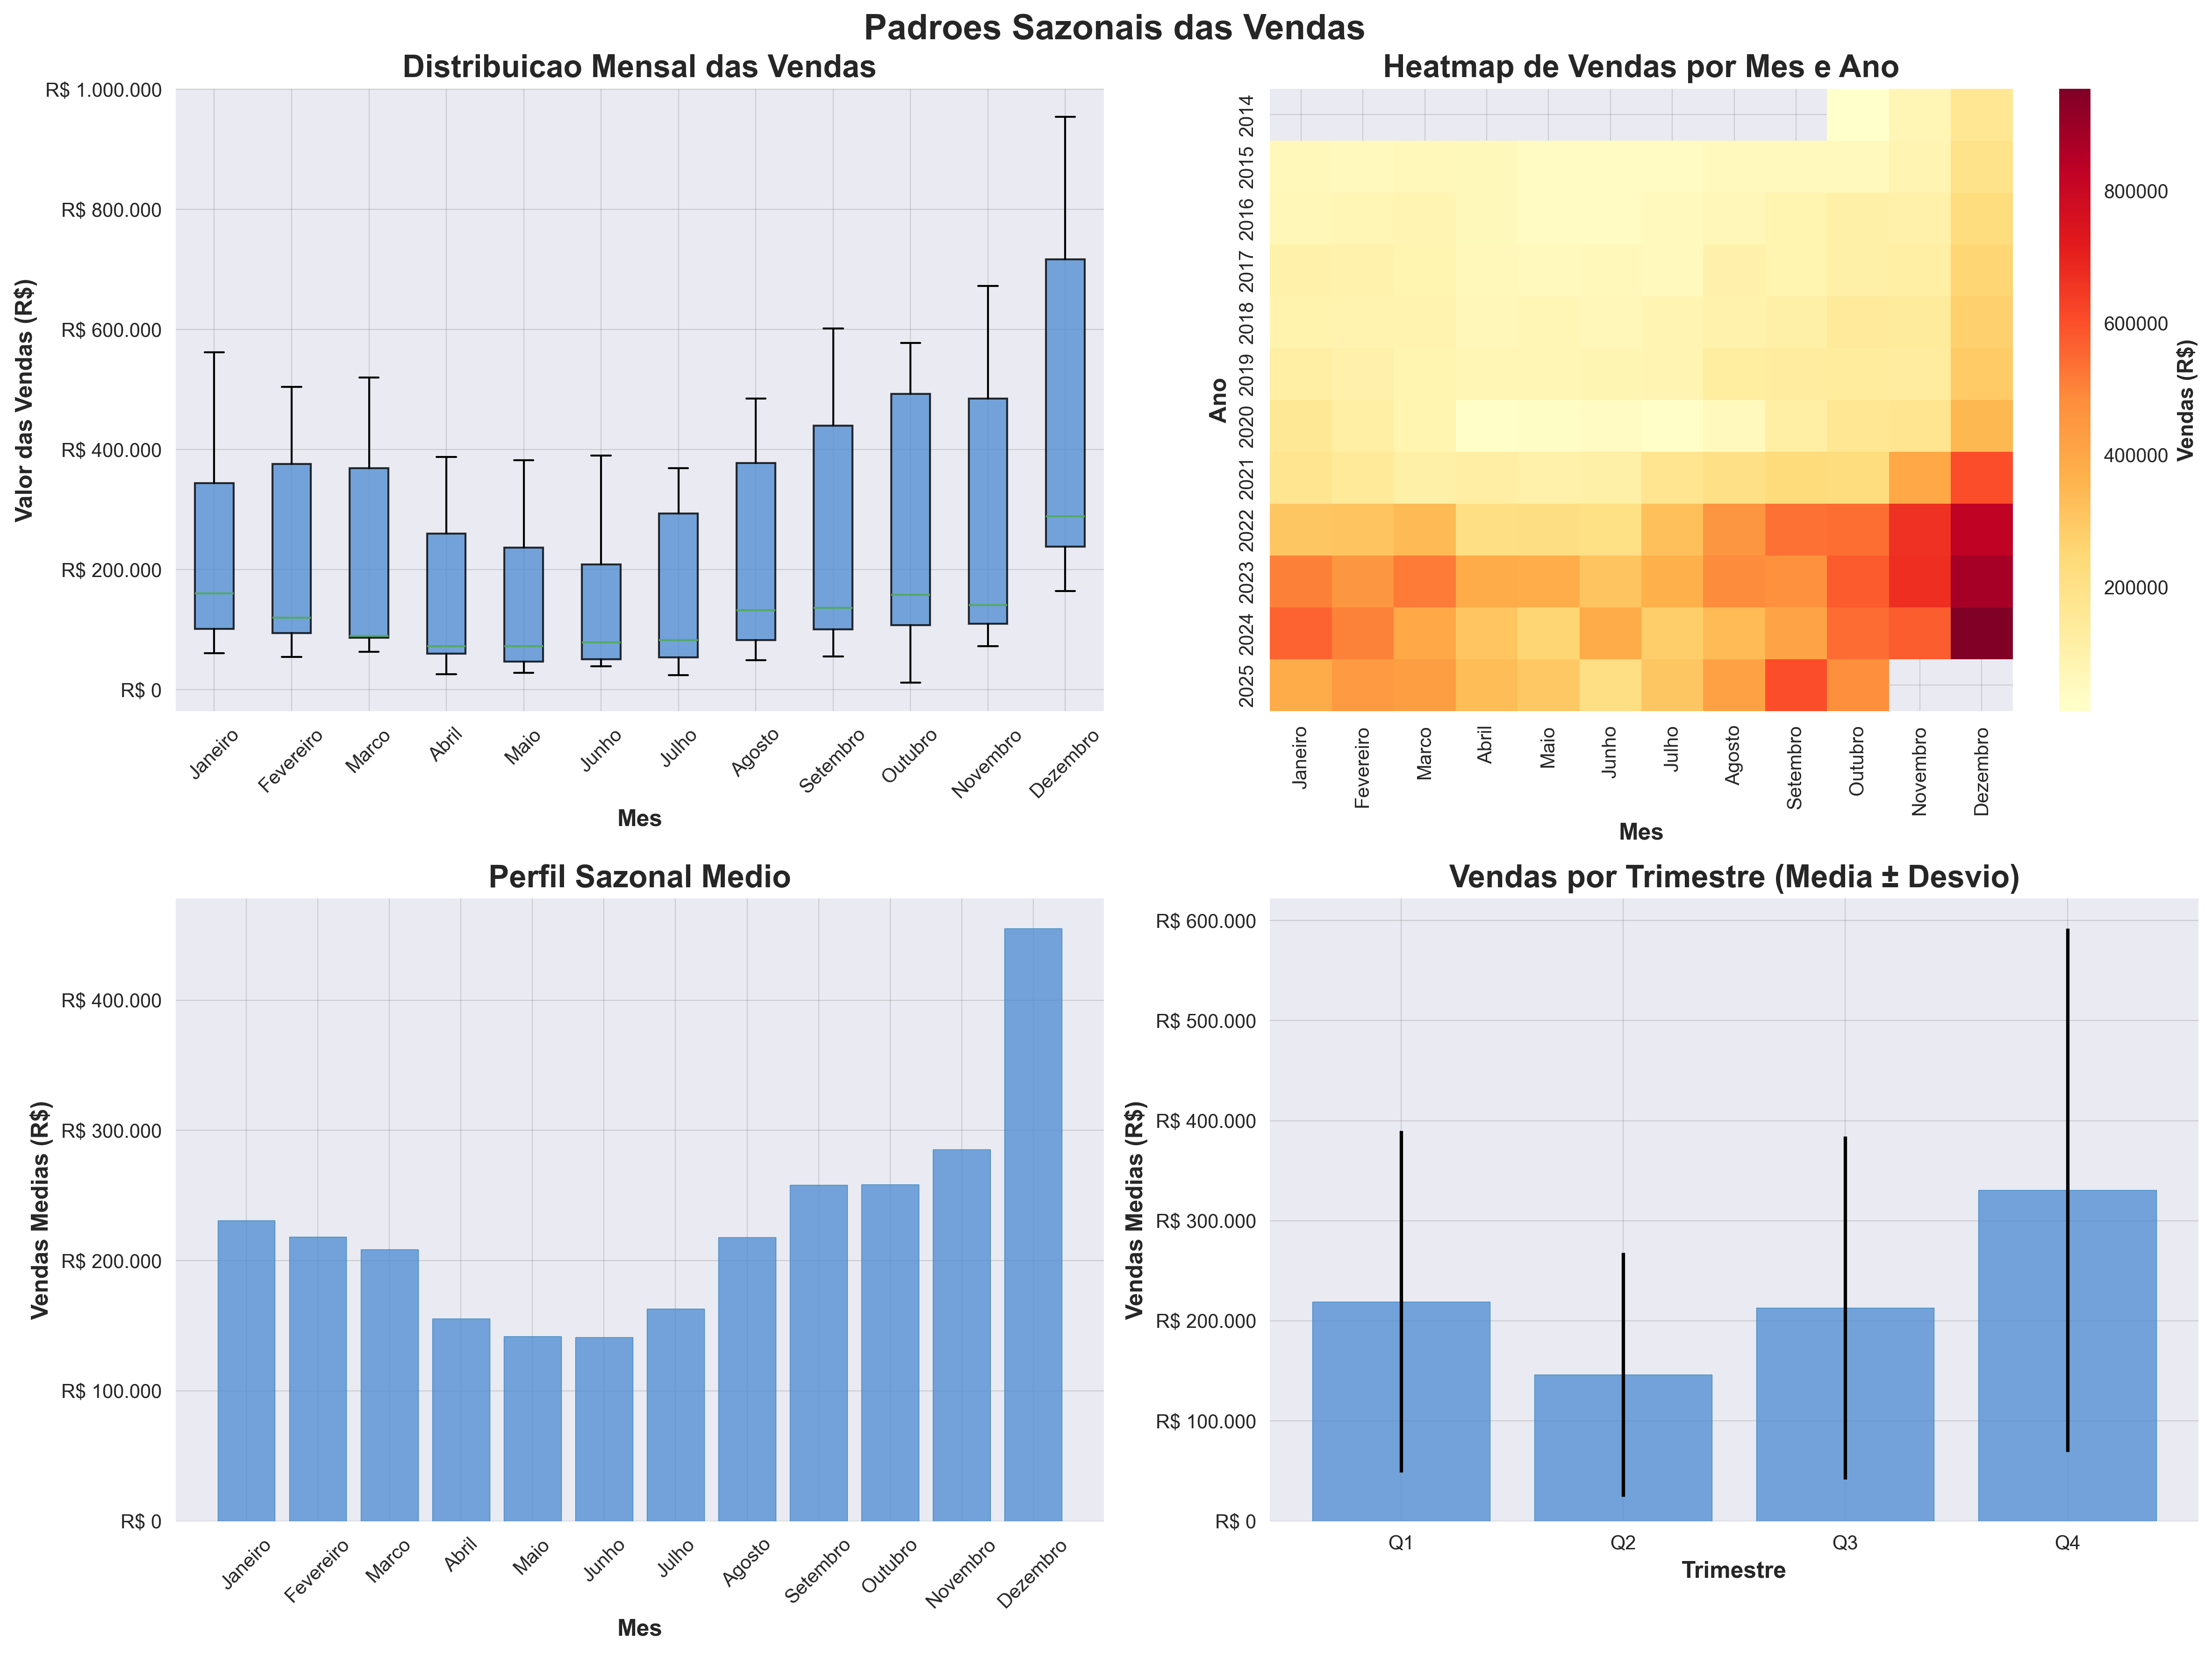 Padroes Sazonais das Vendas
Distribuicao Mensal das Vendas
Valor das Vendas (R$)
R$ 1.000.000
R$ 800.000
R$ 600.000
R$ 400.000
R$ 200.000
R$ 0
Janeiro
Fevereiro
Marco
Abril
Maio
Junho
Julho
Agosto
Setembro
Outubro
Novembro
Dezembro
Mes
Heatmap de Vendas por Mes e Ano
Ano
2014
2015
2016
2017
2018
2019
2020
2021
2022
2023
2024
2025
Janeiro
Fevereiro
Marco
Abril
Maio
Junho
Julho
Agosto
Setembro
Outubro
Novembro
Dezembro
Mes
800000
600000
400000
200000
Vendas (R$)
Perfil Sazonal Medio
Vendas Medias (R$)
R$ 400.000
R$ 300.000
R$ 200.000
R$ 100.000
R$ 0
Janeiro
Fevereiro
Marco
Abril
Maio
Junho
Julho
Agosto
Setembro
Outubro
Novembro
Dezembro
Mes
Vendas por Trimestre (Media ± Desvio)
Vendas Medias (R$)
R$ 600.000
R$ 500.000
R$ 400.000
R$ 300.000
R$ 200.000
R$ 100.000
R$ 0
Q1
Q2
Q3
Q4
Trimestre